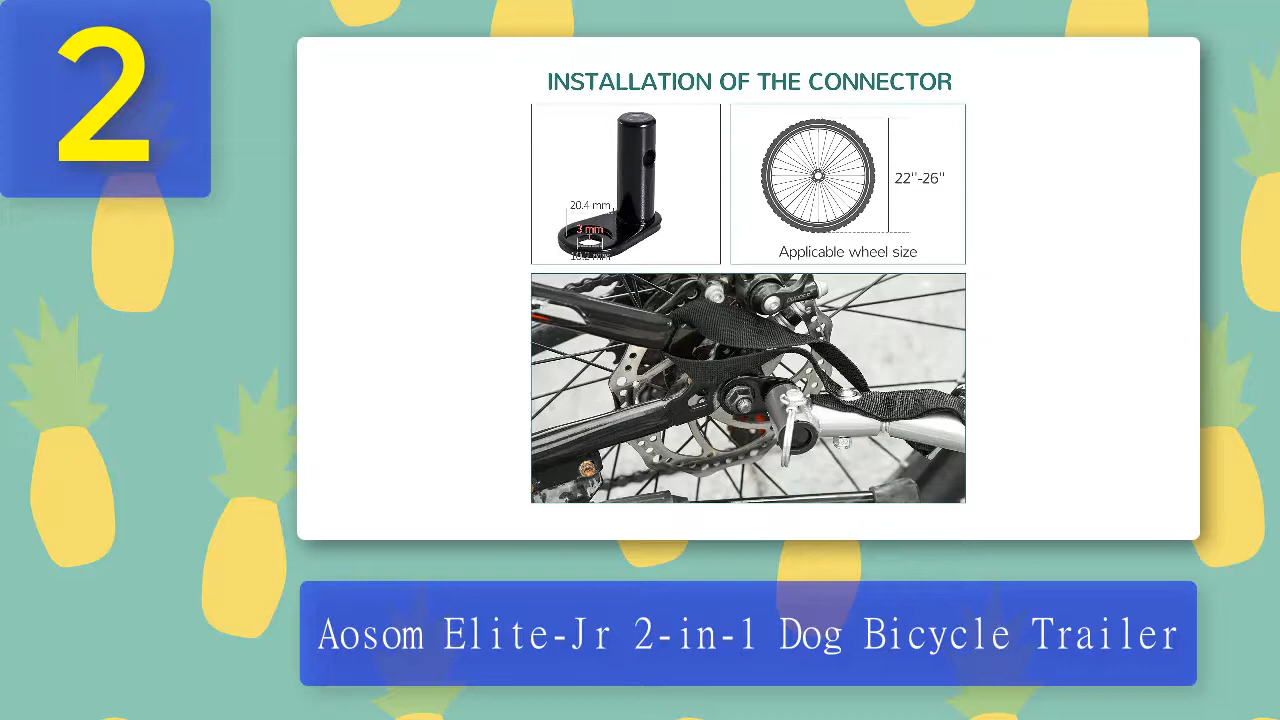 2
INSTALLATION OF THE CONNECTOR
20.4 mm
3 mm
22"-26"
Applicable wheel size
Aosom Elite-Jr 2-in-1 Dog Bicycle Trailer